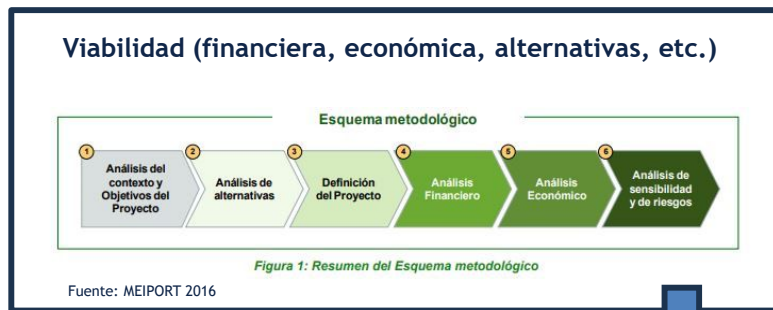 Viabilidad (financiera, económica, alternativas, etc.)
Esquema metodológico
1
Análisis del
contexto y
Objetivos del
Proyecto
2
Análisis de
alternativas
3
Definición
del Proyecto
4
Análisis
Financiero
5
Análisis
Económico
6
Análisis de
sensibilidad
y de riesgos
Figura 1: Resumen del Esquema metodológico
Fuente: MEIPORT 2016